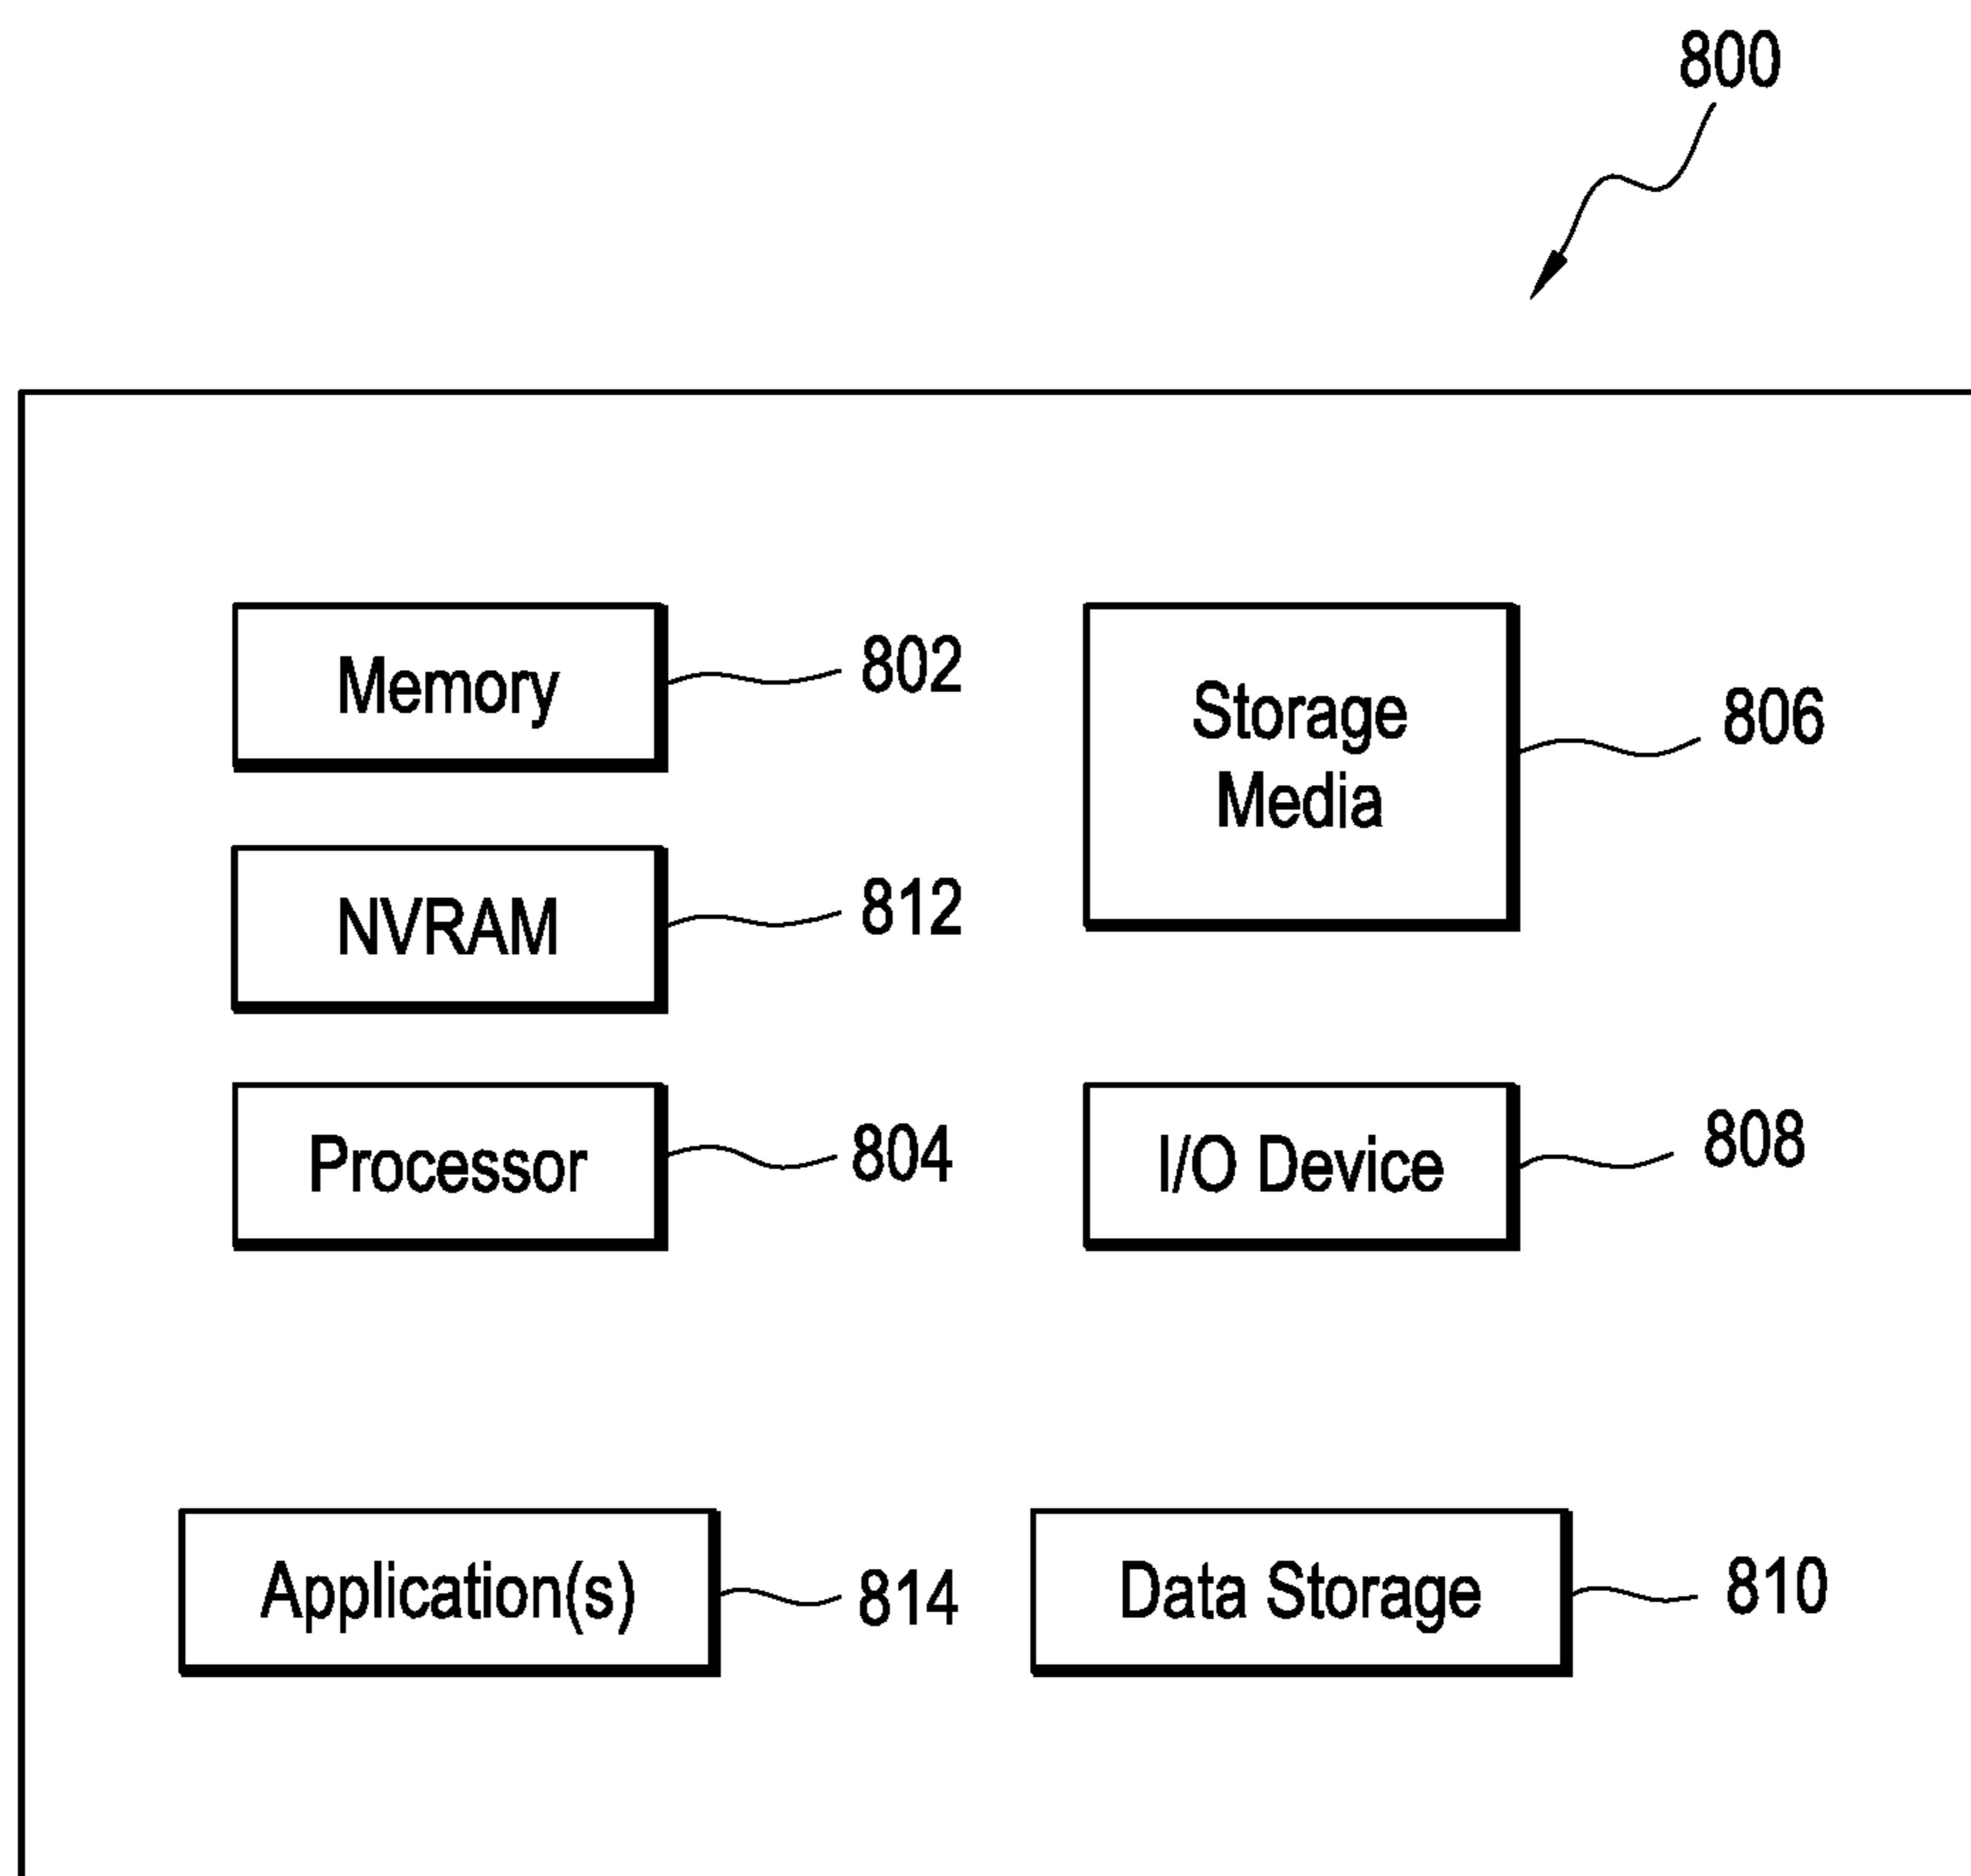 800
Memory
802
Storage
Media
806
NVRAM
812
Processor
804
I/O Device
808
Application(s)
814
Data Storage
810